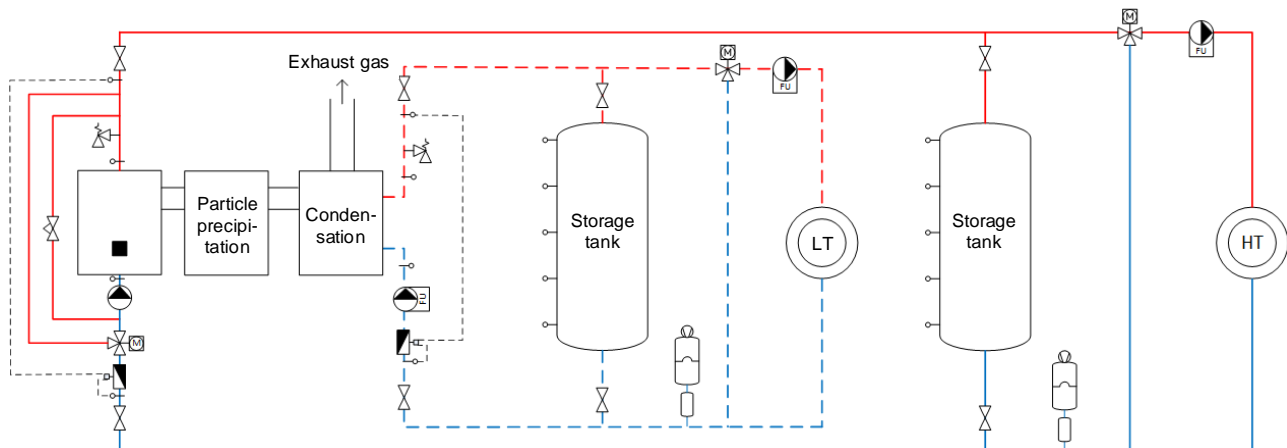 M
FU
Exhaust gas
M
FU
Particle
precipi-
tation
Conden-
sation
Storage
tank
LT
Storage
tank
HT
FU
M